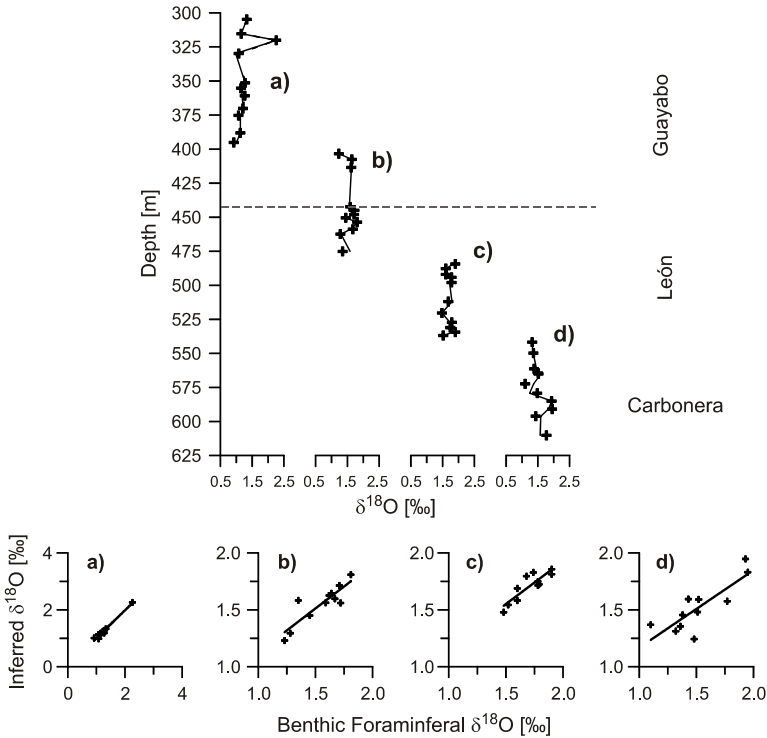 300
325
350
375
400
425
450
475
500
525
550
575
600
625
Depth [m]
a)
b)
c)
d)
Guayabo
León
Carbonera
0.5 1.5 2.5 0.5 1.5 2.5 0.5 1.5 2.5 0.5 1.5 2.5
δ¹⁸O [‰]
Inferred δ¹⁸O [‰]
a)
4
2
0
0 2 4
b)
2.0
1.5
1.0
1.0 1.5 2.0
c)
2.0
1.5
1.0
1.0 1.5 2.0
d)
2.0
1.5
1.0
1.0 1.5 2.0
Benthic Foraminferal δ¹⁸O [‰]